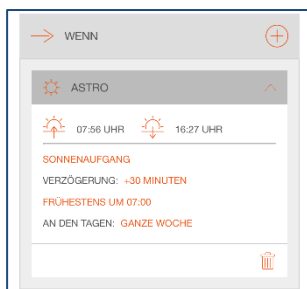 WENN
ASTRO
07:56 UHR 16:27 UHR
SONNENAUFGANG
VERZÖGERUNG: +30 MINUTEN
FRÜHESTENS UM 07:00
AN DEN TAGEN: GANZE WOCHE